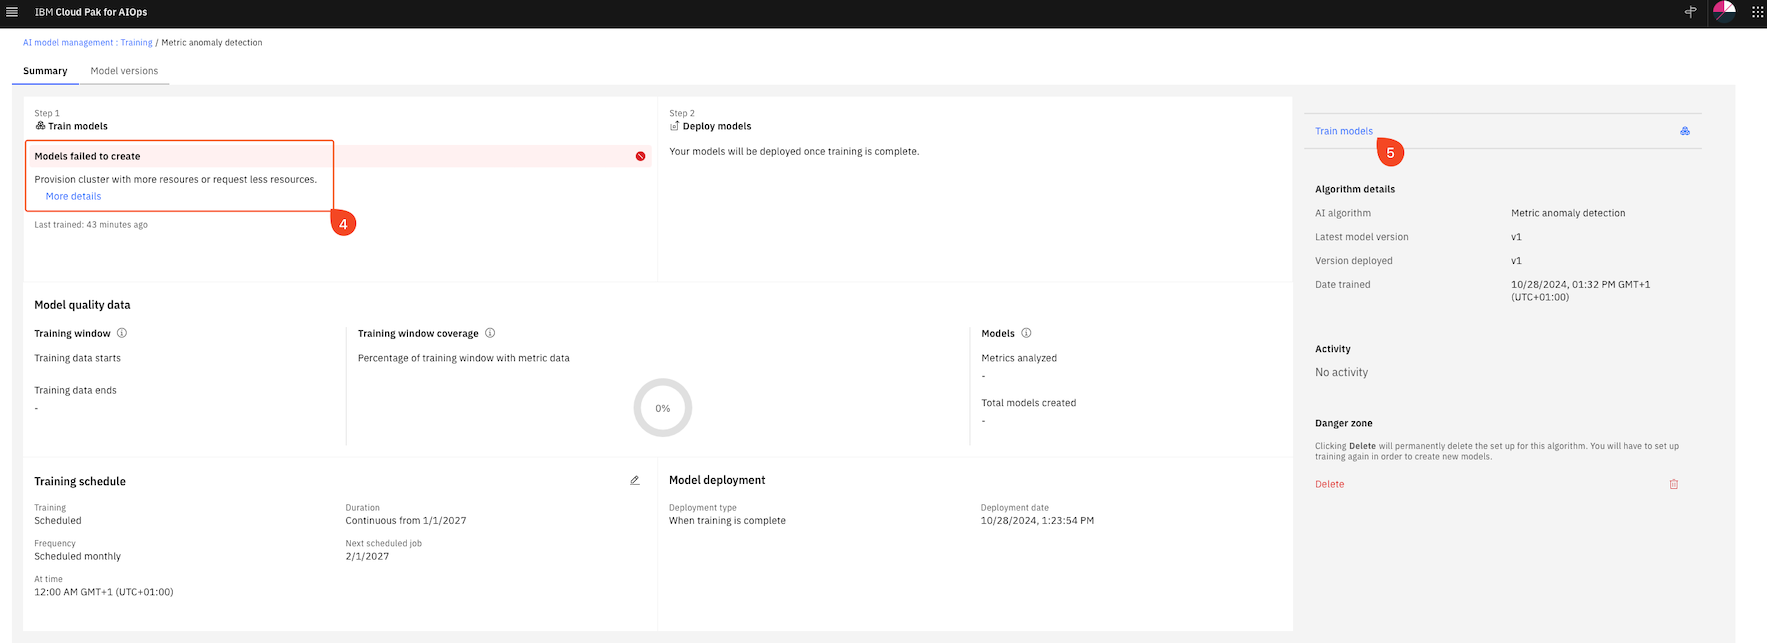 IBM Cloud Pak for AIOps
AI model management : Training / Metric anomaly detection
Summary
Model versions
Step 1
Train models
Models failed to create
Provision cluster with more resoures or request less resources.
More details
4
Last trained: 43 minutes ago
Step 2
Deploy models
Your models will be deployed once training is complete.
Model quality data
Training window
Training data starts
Training data ends
-
Training window coverage
Percentage of training window with metric data
0%
Models
Metrics analyzed
-
Total models created
-
Training schedule
Training
Scheduled
Duration
Continuous from 1/1/2027
Frequency
Scheduled monthly
Next scheduled job
2/1/2027
At time
12:00 AM GMT+1 (UTC+01:00)
Model deployment
Deployment type
When training is complete
Deployment date
10/28/2024, 1:23:54 PM
Train models
5
Algorithm details
AI algorithm
Metric anomaly detection
Latest model version
v1
Version deployed
v1
Date trained
10/28/2024, 01:32 PM GMT+1
(UTC+01:00)
Activity
No activity
Danger zone
Clicking Delete will permanently delete the set up for this algorithm. You will have to set up
training again in order to create new models.
Delete